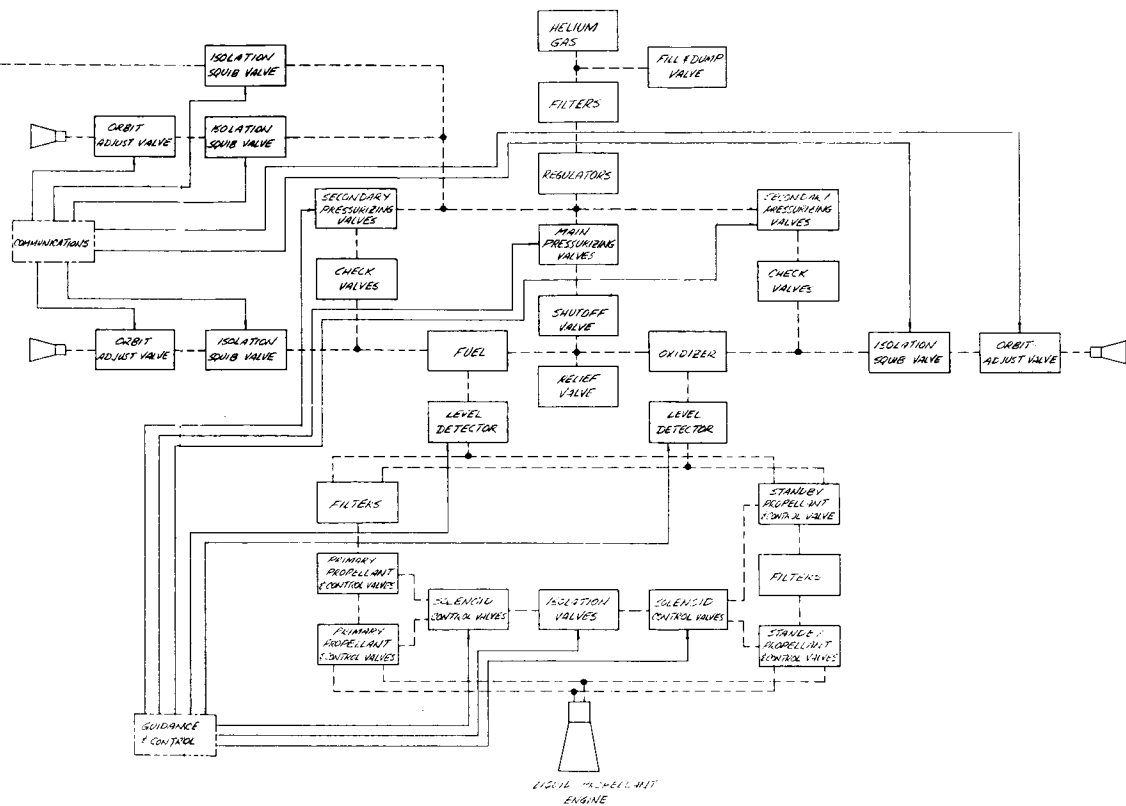 HELIUM
GAS
FILL & DUMP
VALVE
ISOLATION
SQUIB VALVE
FILTERS
ORBIT
ADJUST VALVE
ISOLATION
SQUIB VALVE
REGULATORS
SECONDARY
PRESSURIZING
VALVES
SECONDARY
PRESSURIZING
VALVES
COMMUNICATIONS
MAIN
PRESSURIZING
VALVES
CHECK
VALVES
CHECK
VALVES
SHUTOFF
VALVE
ORBIT
ADJUST VALVE
ISOLATION
SQUIB VALVE
FUEL
OXIDIZER
ISOLATION
SQUIB VALVE
ORBIT
ADJUST VALVE
RELIEF
VALVE
LEVEL
DETECTOR
LEVEL
DETECTOR
FILTERS
STANDBY
PROPELLANT
& CONTROL VALVE
PRIMARY
PROPELLANT
& CONTROL VALVES
FILTERS
SOLENOID
CONTROL VALVES
ISOLATION
VALVES
SOLENOID
CONTROL VALVES
PRIMARY
PROPELLANT
& CONTROL VALVES
STANDBY
PROPELLANT
& CONTROL VALVES
GUIDANCE
& CONTROL
LIQUID PROPELLANT
ENGINE